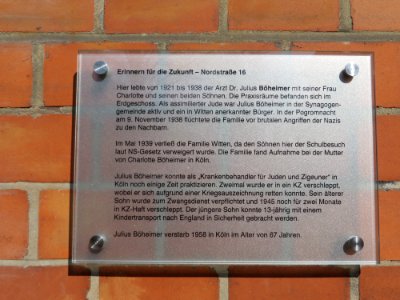 Erinnern für die Zukunft – Nordstraße 16
Hier lebte von 1921 bis 1938 der Arzt Dr. Julius Böheimer mit seiner Frau
Charlotte und seinen beiden Söhnen. Die Praxisräume befanden sich im
Erdgeschoss. Als assimilierter Jude war Julius Böheimer in der Synagogen-
gemeinde aktiv und ein in Witten anerkannter Bürger. In der Pogromnacht
am 9. November 1938 flüchtete die Familie vor brutalen Angriffen der Nazis
zu den Nachbarn.
Im Mai 1939 verließ die Familie Witten, da den Söhnen hier der Schulbesuch
laut NS-Gesetz verweigert wurde. Die Familie fand Aufnahme bei der Mutter
von Charlotte Böheimer in Köln.
Julius Böheimer konnte als „Krankenbehandler für Juden und Zigeuner" in
Köln noch einige Zeit praktizieren. Zweimal wurde er in ein KZ verschleppt,
wobei er sich aufgrund einer Kriegsauszeichnung retten konnte. Sein älterer
Sohn wurde zum Zwangsdienst verpflichtet und 1945 noch für zwei Monate
in KZ-Haft verschleppt. Der jüngere Sohn konnte 13-jährig mit einem
Kindertransport nach England in Sicherheit gebracht werden.
Julius Böheimer verstarb 1958 in Köln im Alter von 67 Jahren.